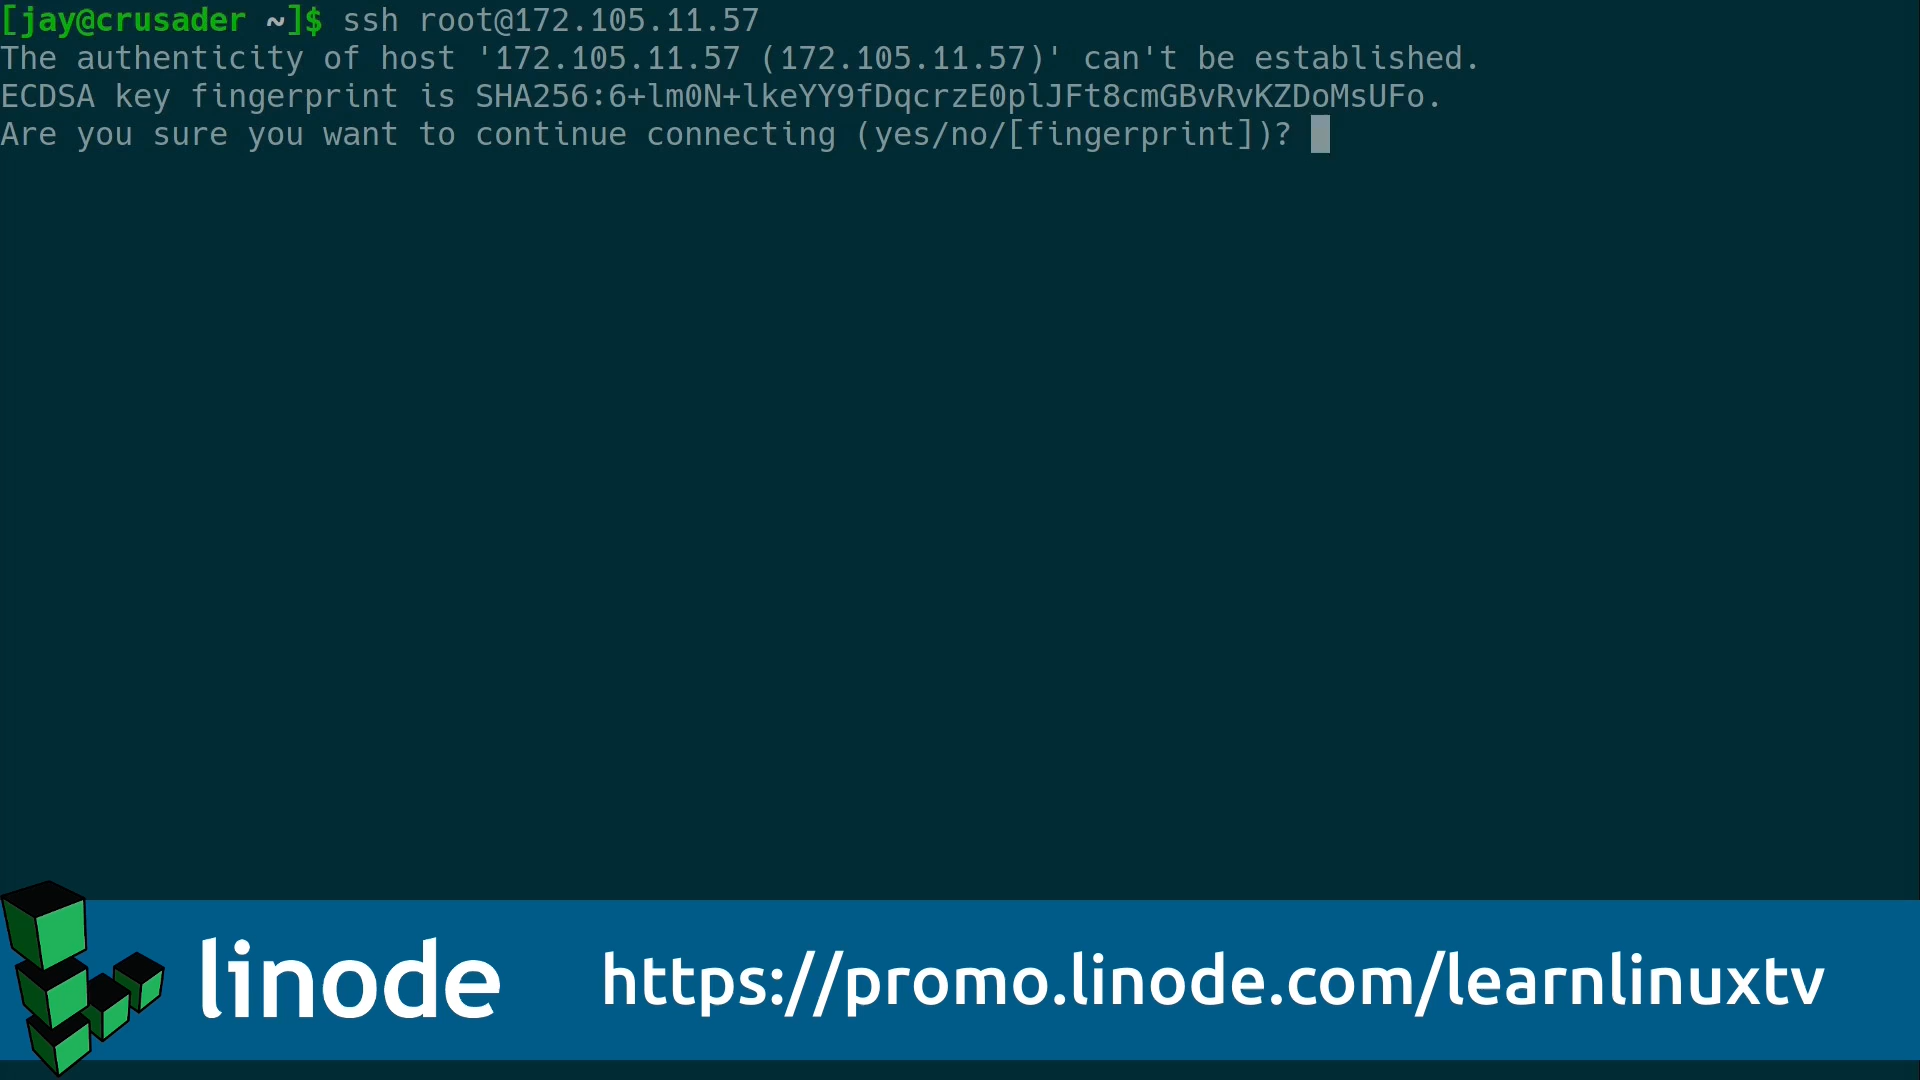 [jay@crusader ~]$ ssh root@172.105.11.57
The authenticity of host '172.105.11.57 (172.105.11.57)' can't be established.
ECDSA key fingerprint is SHA256:6+lm0N+lkeYY9fDqcrzE0plJFt8cmGBvRvKZDoMsUFo.
Are you sure you want to continue connecting (yes/no/[fingerprint])?
linode https://promo.linode.com/learnlinuxtv